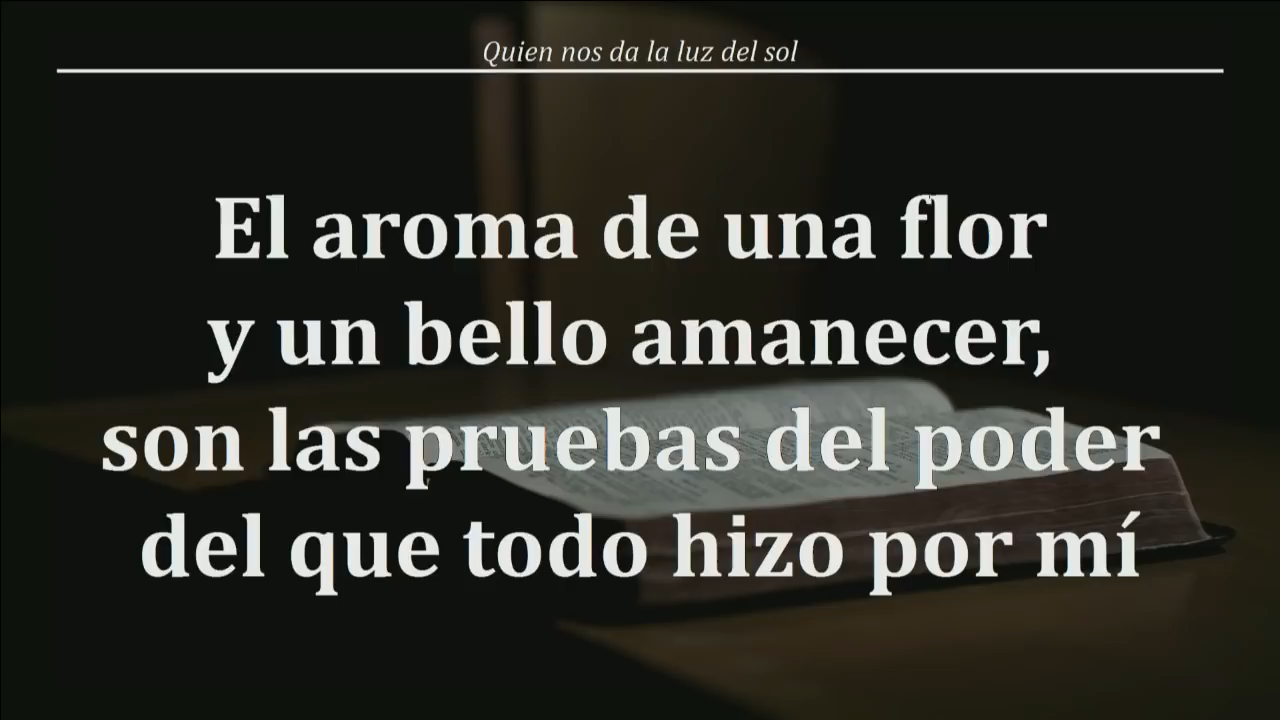 Quien nos da la luz del sol
El aroma de una flor
y un bello amanecer,
son las pruebas del poder
del que todo hizo por mí